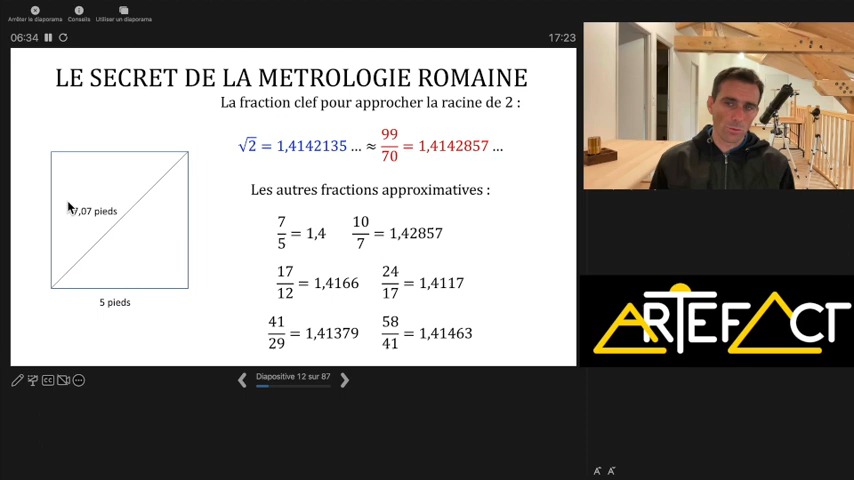 Arrêter le diaporama Conseils Utiliser un diaporama
06:34 17:23
LE SECRET DE LA METROLOGIE ROMAINE
La fraction clef pour approcher la racine de 2 :
√2 = 1,4142135 ... ≈ 99/70 = 1,4142857 ...
Les autres fractions approximatives :
7/5 = 1,4 10/7 = 1,42857
17/12 = 1,4166 24/17 = 1,4117
41/29 = 1,41379 58/41 = 1,41463
7,07 pieds
5 pieds
Diapositive 12 sur 87
CC
ARTEFACT
A A